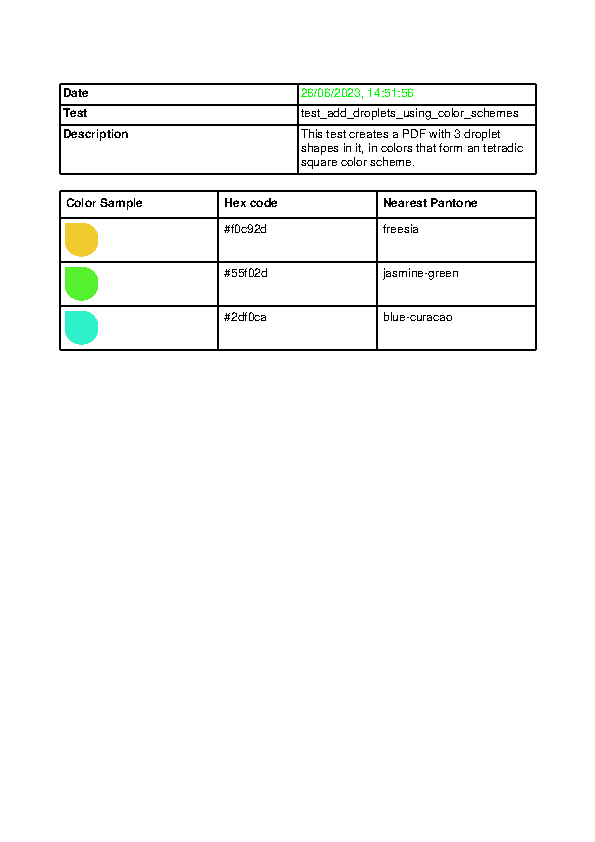 Date 26/06/2023, 14:51:56
Test test_add_droplets_using_color_schemes
Description This test creates a PDF with 3 droplet
shapes in it, in colors that form an tetradic
square color scheme.
Color Sample Hex code Nearest Pantone
#f0c92d freesia
#55f02d jasmine-green
#2df0ca blue-curacao